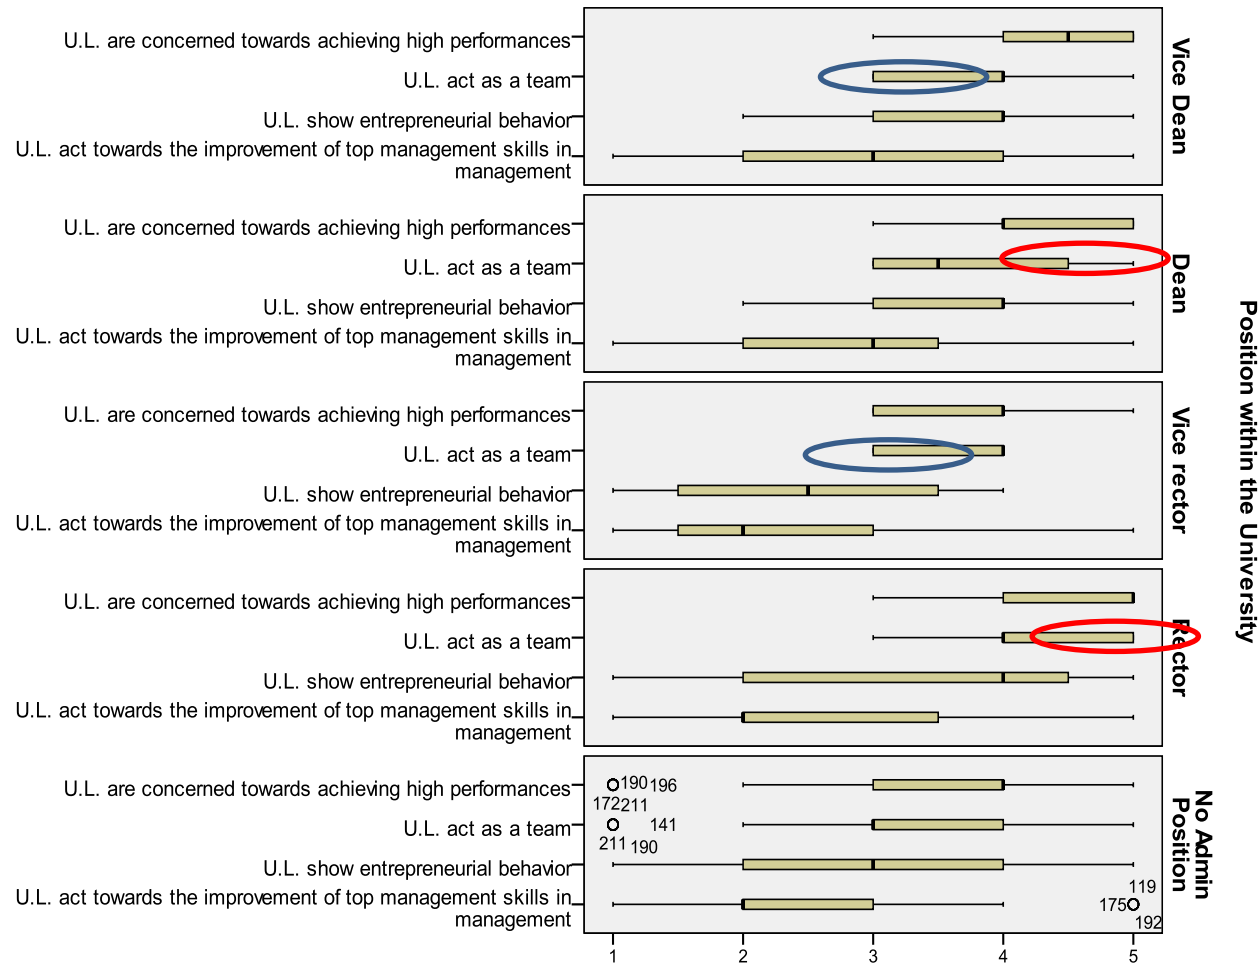 U.L. are concerned towards achieving high performances
U.L. act as a team
U.L. show entrepreneurial behavior
U.L. act towards the improvement of top management skills in
management
Vice Dean
U.L. are concerned towards achieving high performances
U.L. act as a team
U.L. show entrepreneurial behavior
U.L. act towards the improvement of top management skills in
management
Dean
U.L. are concerned towards achieving high performances
U.L. act as a team
U.L. show entrepreneurial behavior
U.L. act towards the improvement of top management skills in
management
Vice rector
U.L. are concerned towards achieving high performances
U.L. act as a team
U.L. show entrepreneurial behavior
U.L. act towards the improvement of top management skills in
management
Rector
U.L. are concerned towards achieving high performances
190 196
172 211
U.L. act as a team
141
211 190
U.L. show entrepreneurial behavior
U.L. act towards the improvement of top management skills in
management
119
175
192
No Admin
Position
Position within the University
1 2 3 4 5